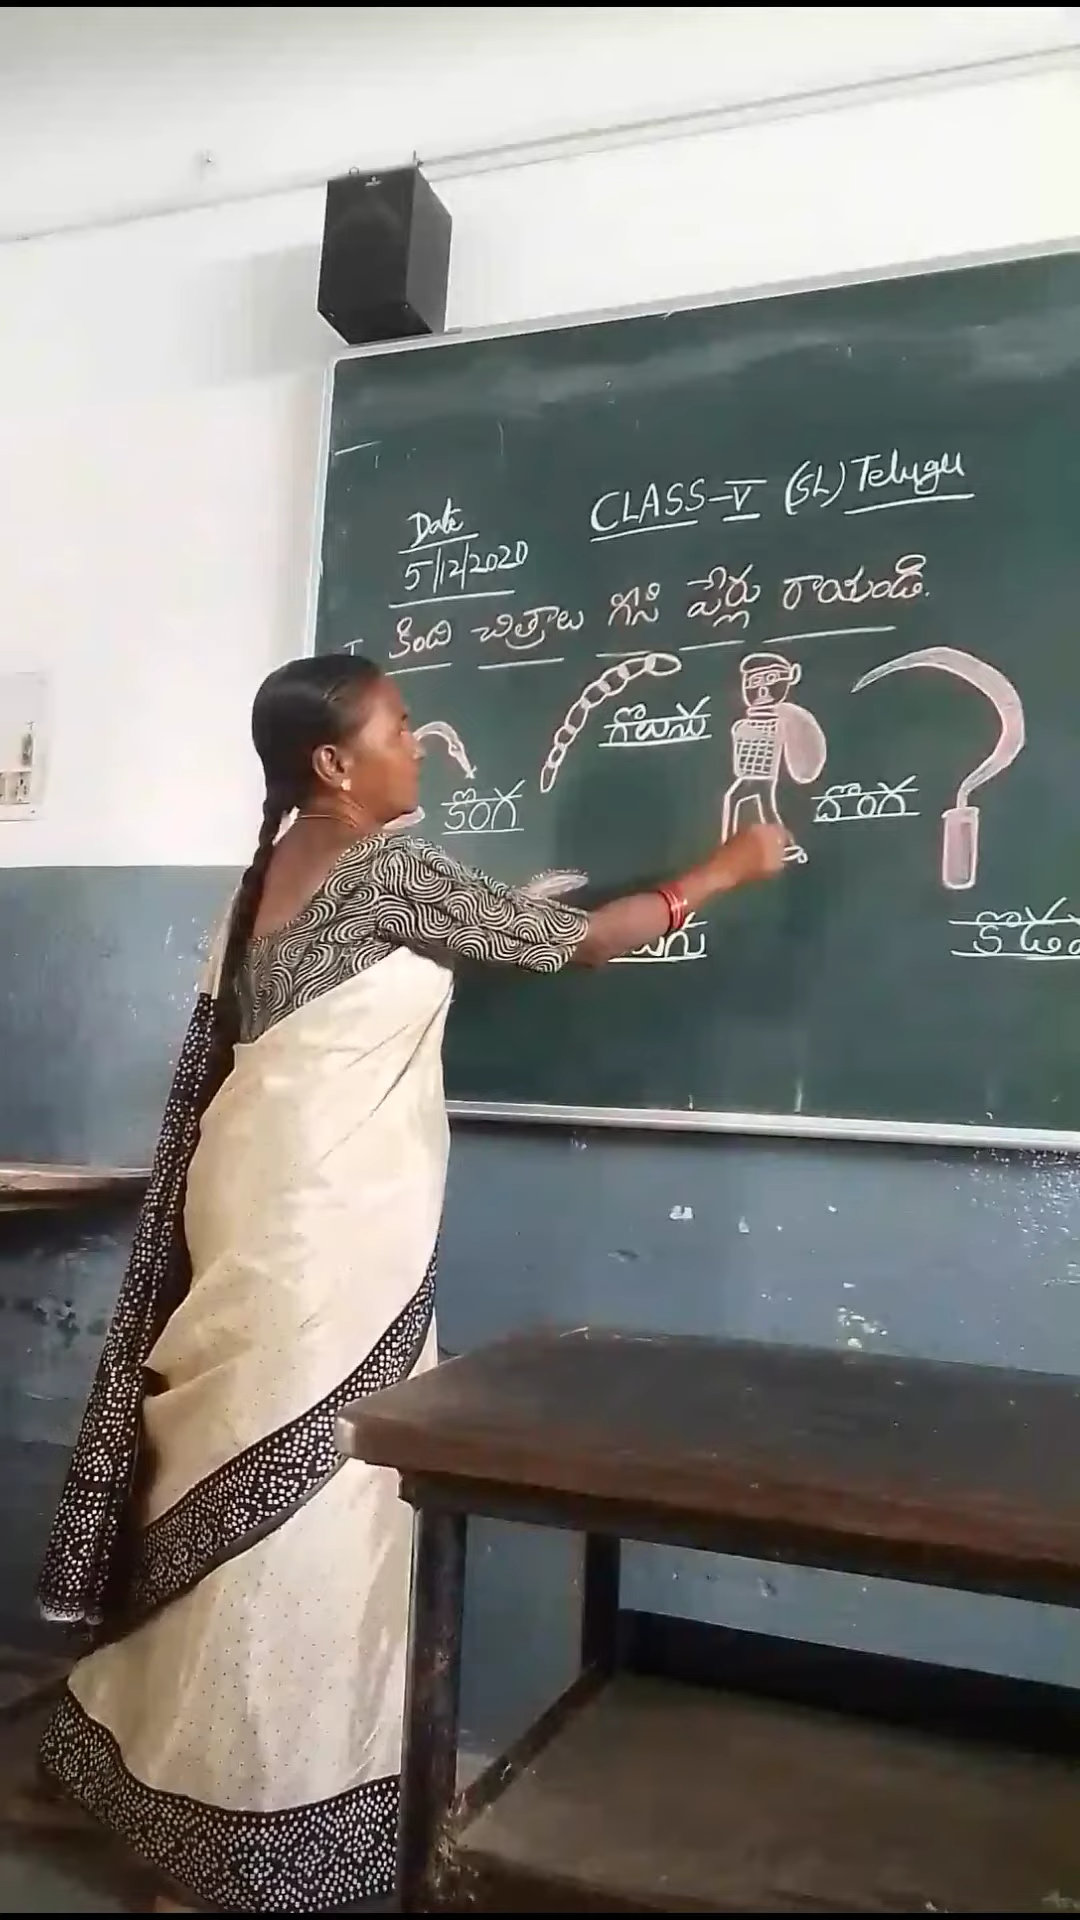 Date
5/12/2020
CLASS-V (SL) Telugu
I కింది చిత్రాలు గీసి పేర్లు రాయండి.
గొలుసు
కొంగ
దొంగ